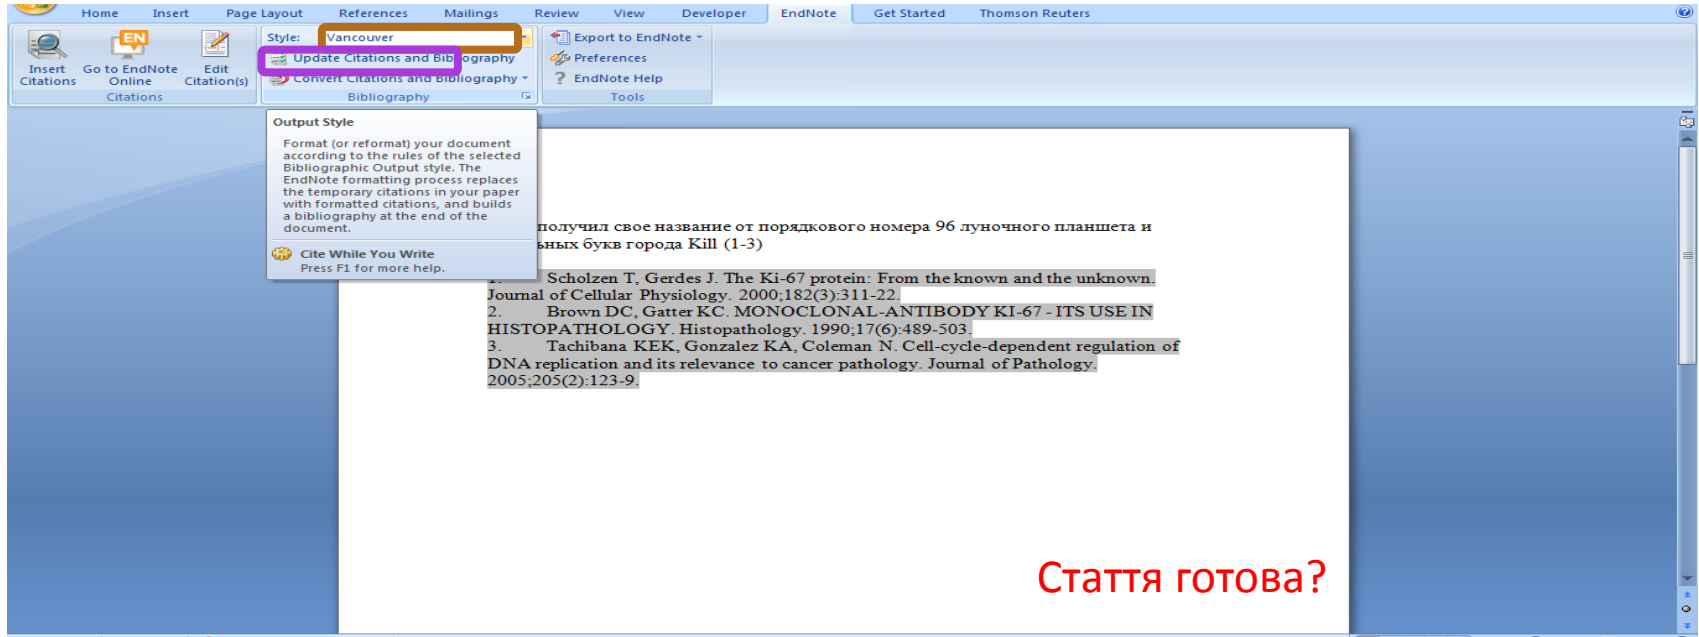 Home Insert Page Layout References Mailings Review View Developer EndNote Get Started Thomson Reuters
Insert Citations
Go to EndNote Online
Edit Citation(s)
Citations
Style: Vancouver
Update Citations and Bibliography
Convert Citations and Bibliography
Bibliography
Export to EndNote
Preferences
? EndNote Help
Tools
Output Style
Format (or reformat) your document
according to the rules of the selected
Bibliographic Output style. The
EndNote formatting process replaces
the temporary citations in your paper
with formatted citations, and builds
a bibliography at the end of the
document.
Cite While You Write
Press F1 for more help.
получил свое название от порядкового номера 96 луночного планшета и
ьных букв города Kill (1-3)
1. Scholzen T, Gerdes J. The Ki-67 protein: From the known and the unknown.
Journal of Cellular Physiology. 2000;182(3):311-22.
2. Brown DC, Gatter KC. MONOCLONAL-ANTIBODY KI-67 - ITS USE IN
HISTOPATHOLOGY. Histopathology. 1990;17(6):489-503.
3. Tachibana KEK, Gonzalez KA, Coleman N. Cell-cycle-dependent regulation of
DNA replication and its relevance to cancer pathology. Journal of Pathology.
2005;205(2):123-9.
Стаття готова?